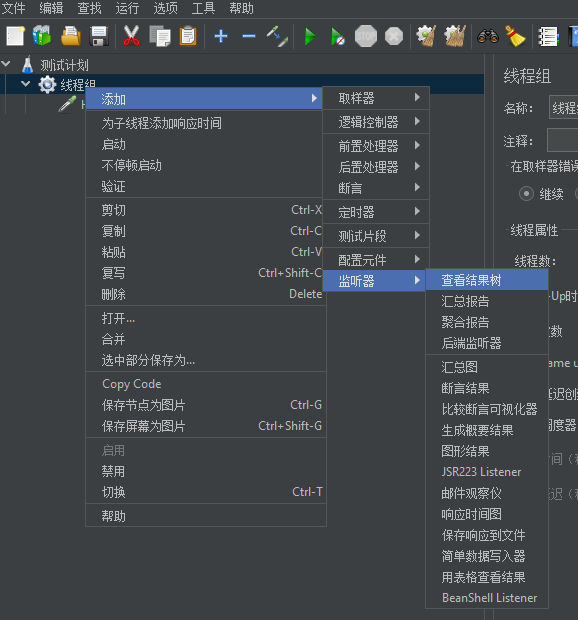 文件 编辑 查找 运行 选项 工具 帮助
测试计划
线程组
添加
为子线程添加响应时间
启动
不停顿启动
验证
剪切 Ctrl-X
复制 Ctrl-C
粘贴 Ctrl-V
复写 Ctrl+Shift-C
删除 Delete
打开...
合并
选中部分保存为...
Copy Code
保存节点为图片 Ctrl-G
保存屏幕为图片 Ctrl+Shift-G
启用
禁用
切换 Ctrl-T
帮助
取样器
逻辑控制器
前置处理器
后置处理器
断言
定时器
测试片段
配置元件
监听器
查看结果树
汇总报告
聚合报告
后端监听器
汇总图
断言结果
比较断言可视化器
生成概要结果
图形结果
JSR223 Listener
邮件观察仪
响应时间图
保存响应到文件
简单数据写入器
用表格查看结果
BeanShell Listener
线程组
名称： 线程
注释：
在取样器错误
继续
线程属性
线程数：
-Up时
数
ame u
延迟创
度器